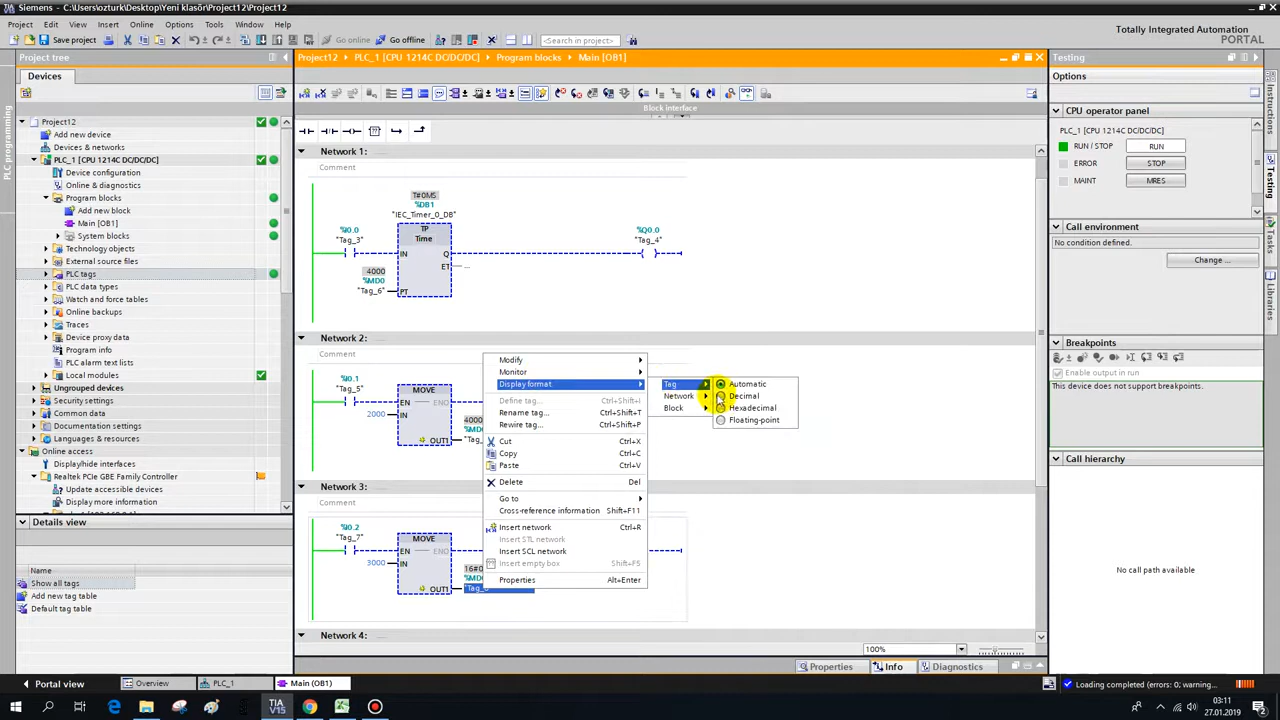 Siemens - C:\Users\ozturk\Desktop\Yeni klasör\Project12\Project12
Project Edit View Insert Online Options Tools Window Help
Totally Integrated Automation
PORTAL
Save project
Go online
Go offline
<Search in project>
Project tree
Project12 PLC_1 [CPU 1214C DC/DC/DC] Program blocks Main [OB1]
Testing
Devices
Options
PLC programming
Project12
Add new device
Devices & networks
PLC_1 [CPU 1214C DC/DC/DC]
Device configuration
Online & diagnostics
Program blocks
Add new block
Main [OB1]
System blocks
Technology objects
External source files
PLC tags
PLC data types
Watch and force tables
Online backups
Traces
Device proxy data
Program info
PLC alarm text lists
Local modules
Ungrouped devices
Security settings
Common data
Documentation settings
Languages & resources
Online access
Displayhide interfaces
Realtek PCIe GBE Family Controller
Update accessible devices
Display more information
Details view
Name
Show all tags
Add new tag table
Default tag table
Block interface
Network 1:
Comment
T#0MS
%DB1
"IEC_Timer_0_DB"
TP
Time
%I0.0
"Tag_3"
IN
Q
ET
...
%Q0.0
"Tag_4"
4000
%MD0
"Tag_6"
PT
Network 2:
Comment
%I0.1
"Tag_5"
MOVE
EN
ENO
2000
IN
OUT1
4000
Network 3:
Comment
%I0.2
"Tag_7"
MOVE
EN
ENO
3000
IN
OUT1
Network 4:
Modify
Monitor
Display format
Define tag... Ctrl+Shift+I
Rename tag... Ctrl+Shift+T
Rewire tag... Ctrl+Shift+P
Cut Ctrl+X
Copy Ctrl+C
Paste Ctrl+V
Delete Del
Go to
Cross-reference information Shift+F11
Insert network Ctrl+R
Insert STL network
Insert SCL network
Insert empty box Shift+F5
Properties Alt+Enter
Tag
Network
Block
Automatic
Decimal
Hexadecimal
Floating-point
100%
Properties
Info
Diagnostics
CPU operator panel
PLC_1 [CPU 1214C DC/DC/DC]
RUN / STOP RUN
ERROR STOP
MAINT MRES
Call environment
No condition defined.
Change ...
Breakpoints
Enable output in RUN
This device does not support breakpoints.
Call hierarchy
No call path available
Instructions
Testing
Tasks
Libraries
Portal view
Overview
PLC_1
Main (OB1)
Loading completed (errors: 0; warning...
TIA
V15
03:11
27.01.2019